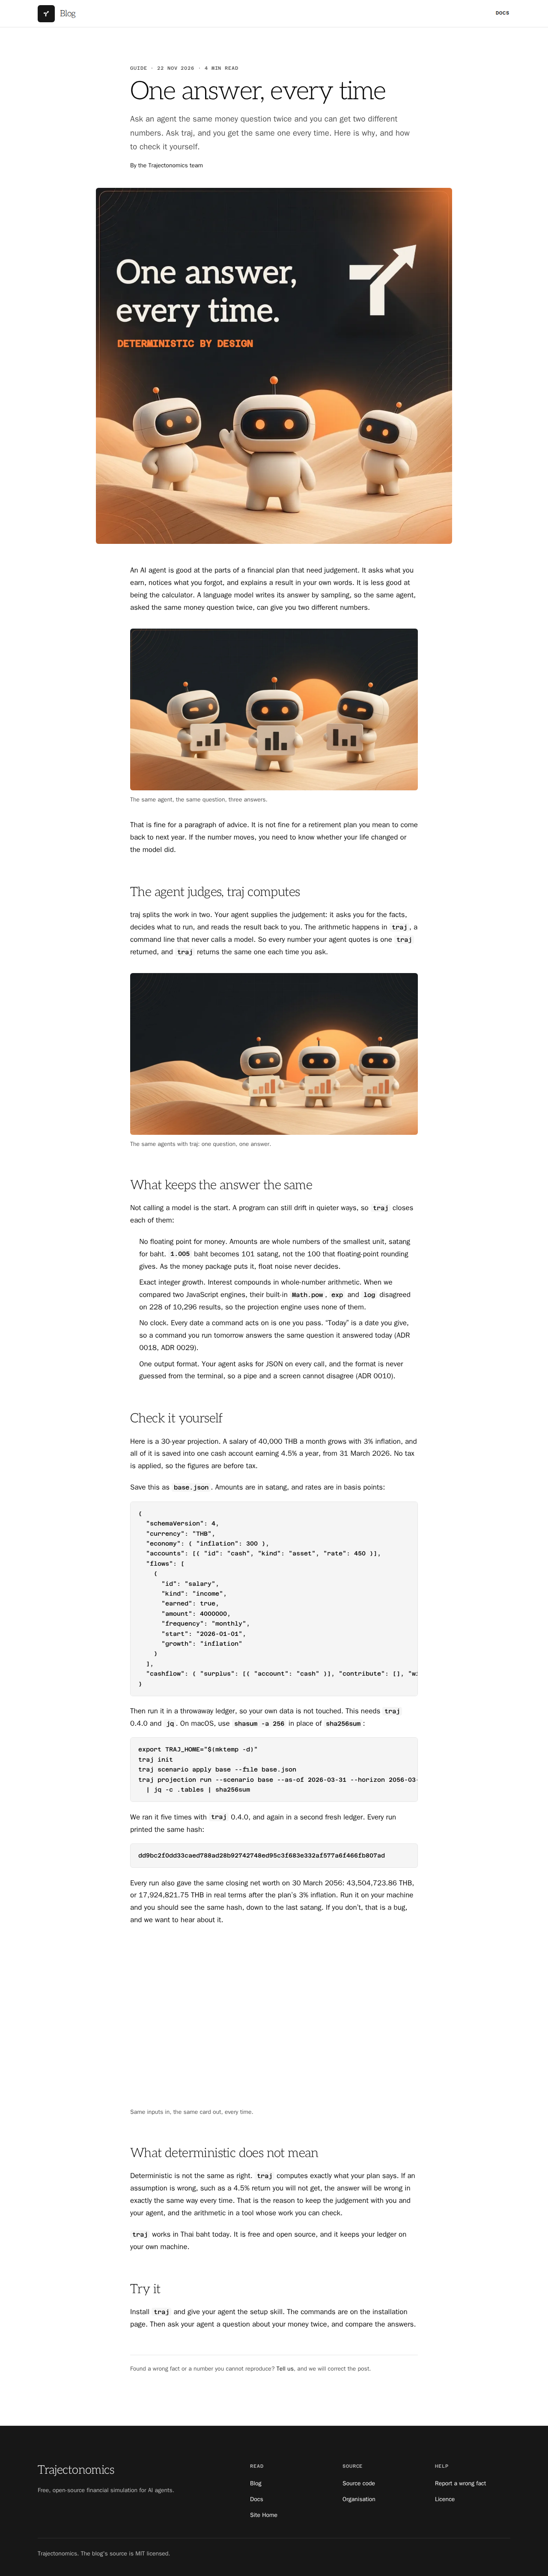 Blog
DOCS
GUIDE · 22 NOV 2026 · 4 MIN READ
One answer, every time
Ask an agent the same money question twice and you can get two different
numbers. Ask traj, and you get the same one every time. Here is why, and how
to check it yourself.
By the Trajectonomics team
One answer,
every time.
DETERMINISTIC BY DESIGN
An AI agent is good at the parts of a financial plan that need judgement. It asks what you
earn, notices what you forgot, and explains a result in your own words. It is less good at
being the calculator. A language model writes its answer by sampling, so the same agent,
asked the same money question twice, can give you two different numbers.
The same agent, the same question, three answers.
That is fine for a paragraph of advice. It is not fine for a retirement plan you mean to come
back to next year. If the number moves, you need to know whether your life changed or
the model did.
The agent judges, traj computes
traj splits the work in two. Your agent supplies the judgement: it asks you for the facts,
decides what to run, and reads the result back to you. The arithmetic happens in traj, a
command line that never calls a model. So every number your agent quotes is one traj
returned, and traj returns the same one each time you ask.
The same agents with traj: one question, one answer.
What keeps the answer the same
Not calling a model is the start. A program can still drift in quieter ways, so traj closes
each of them:
No floating point for money. Amounts are whole numbers of the smallest unit, satang
for baht. 1.005 baht becomes 101 satang, not the 100 that floating-point rounding
gives. As the money package puts it, float noise never decides.
Exact integer growth. Interest compounds in whole-number arithmetic. When we
compared two JavaScript engines, their built-in Math.pow, exp and log disagreed
on 228 of 10,296 results, so the projection engine uses none of them.
No clock. Every date a command acts on is one you pass. “Today” is a date you give,
so a command you run tomorrow answers the same question it answered today (ADR
0018, ADR 0029).
One output format. Your agent asks for JSON on every call, and the format is never
guessed from the terminal, so a pipe and a screen cannot disagree (ADR 0010).
Check it yourself
Here is a 30-year projection. A salary of 40,000 THB a month grows with 3% inflation, and
all of it is saved into one cash account earning 4.5% a year, from 31 March 2026. No tax
is applied, so the figures are before tax.
Save this as base.json. Amounts are in satang, and rates are in basis points:
{
"schemaVersion": 4,
"currency": "THB",
"economy": { "inflation": 300 },
"accounts": [{ "id": "cash", "kind": "asset", "rate": 450 }],
"flows": [
{
"id": "salary",
"kind": "income",
"earned": true,
"amount": 4000000,
"frequency": "monthly",
"start": "2026-01-01",
"growth": "inflation"
}
],
"cashflow": { "surplus": [{ "account": "cash" }], "contribute": [], "w
}
Then run it in a throwaway ledger, so your own data is not touched. This needs traj
0.4.0 and jq. On macOS, use shasum -a 256 in place of sha256sum:
export TRAJ_HOME="$(mktemp -d)"
traj init
traj scenario apply base --file base.json
traj projection run --scenario base --as-of 2026-03-31 --horizon 2056-03-
| jq -c .tables | sha256sum
We ran it five times with traj 0.4.0, and again in a second fresh ledger. Every run
printed the same hash:
dd9bc2f0dd33caed788ad28b92742748ed95c3f683e332af577a6f466fb807ad
Every run also gave the same closing net worth on 30 March 2056: 43,504,723.86 THB,
or 17,924,821.75 THB in real terms after the plan’s 3% inflation. Run it on your machine
and you should see the same hash, down to the last satang. If you don’t, that is a bug,
and we want to hear about it.
Same inputs in, the same card out, every time.
What deterministic does not mean
Deterministic is not the same as right. traj computes exactly what your plan says. If an
assumption is wrong, such as a 4.5% return you will not get, the answer will be wrong in
exactly the same way every time. That is the reason to keep the judgement with you and
your agent, and the arithmetic in a tool whose work you can check.
traj works in Thai baht today. It is free and open source, and it keeps your ledger on
your own machine.
Try it
Install traj and give your agent the setup skill. The commands are on the installation
page. Then ask your agent a question about your money twice, and compare the answers.
Found a wrong fact or a number you cannot reproduce? Tell us, and we will correct the post.
Trajectonomics
Free, open-source financial simulation for AI agents.
READ
Blog
Docs
Site Home
SOURCE
Source code
Organisation
HELP
Report a wrong fact
Licence
Trajectonomics. The blog's source is MIT licensed.